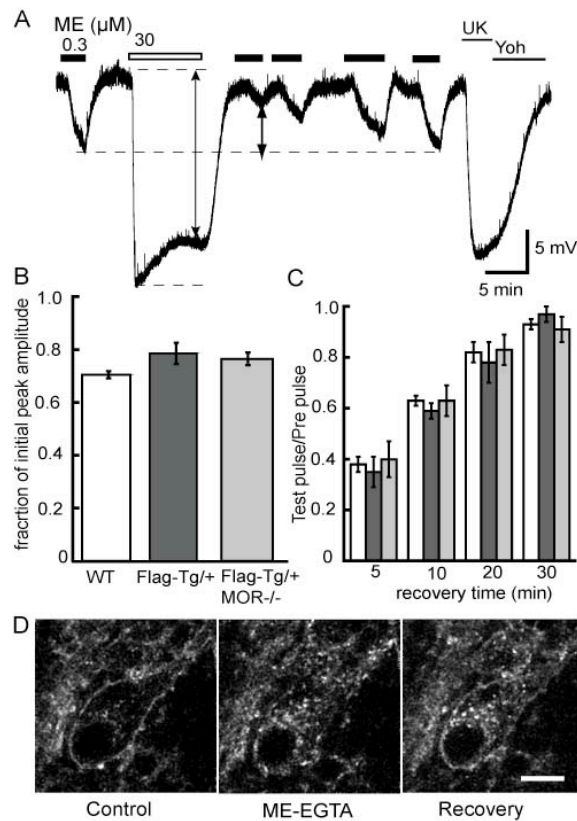 A
ME (µM)
0.3
30
UK
Yoh
5 mV
5 min
B
fracrtion of initial peak amplitude
1.0
0.8
0.6
0.4
0.2
0
WT
Flag-Tg/+
Flag-Tg/+
MOR-/-
C
Test pulse/Pre pulse
1.0
0.8
0.6
0.4
0.2
0
5
10
20
30
recovery time (min)
D
Control
ME-EGTA
Recovery